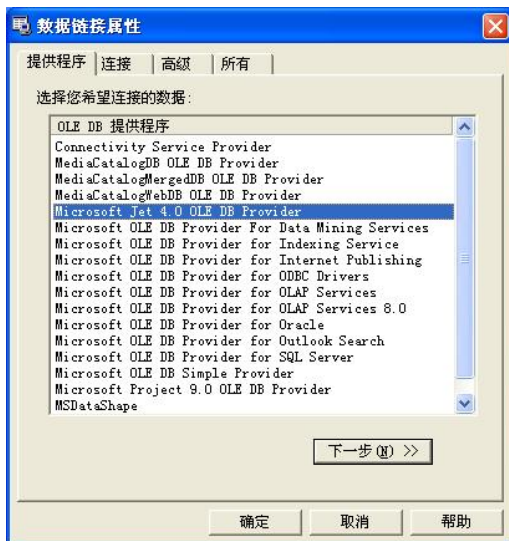 数据链接属性
提供程序 连接 高级 所有
选择您希望连接的数据:
OLE DB 提供程序
Connectivity Service Provider
MediaCatalogDB OLE DB Provider
MediaCatalogMergedDB OLE DB Provider
MediaCatalogWebDB OLE DB Provider
Microsoft Jet 4.0 OLE DB Provider
Microsoft OLE DB Provider For Data Mining Services
Microsoft OLE DB Provider for Indexing Service
Microsoft OLE DB Provider for Internet Publishing
Microsoft OLE DB Provider for ODBC Drivers
Microsoft OLE DB Provider for OLAP Services
Microsoft OLE DB Provider for OLAP Services 8.0
Microsoft OLE DB Provider for Oracle
Microsoft OLE DB Provider for Outlook Search
Microsoft OLE DB Provider for SQL Server
Microsoft OLE DB Simple Provider
Microsoft Project 9.0 OLE DB Provider
MSDataShape
下一步(N) >>
确定 取消 帮助